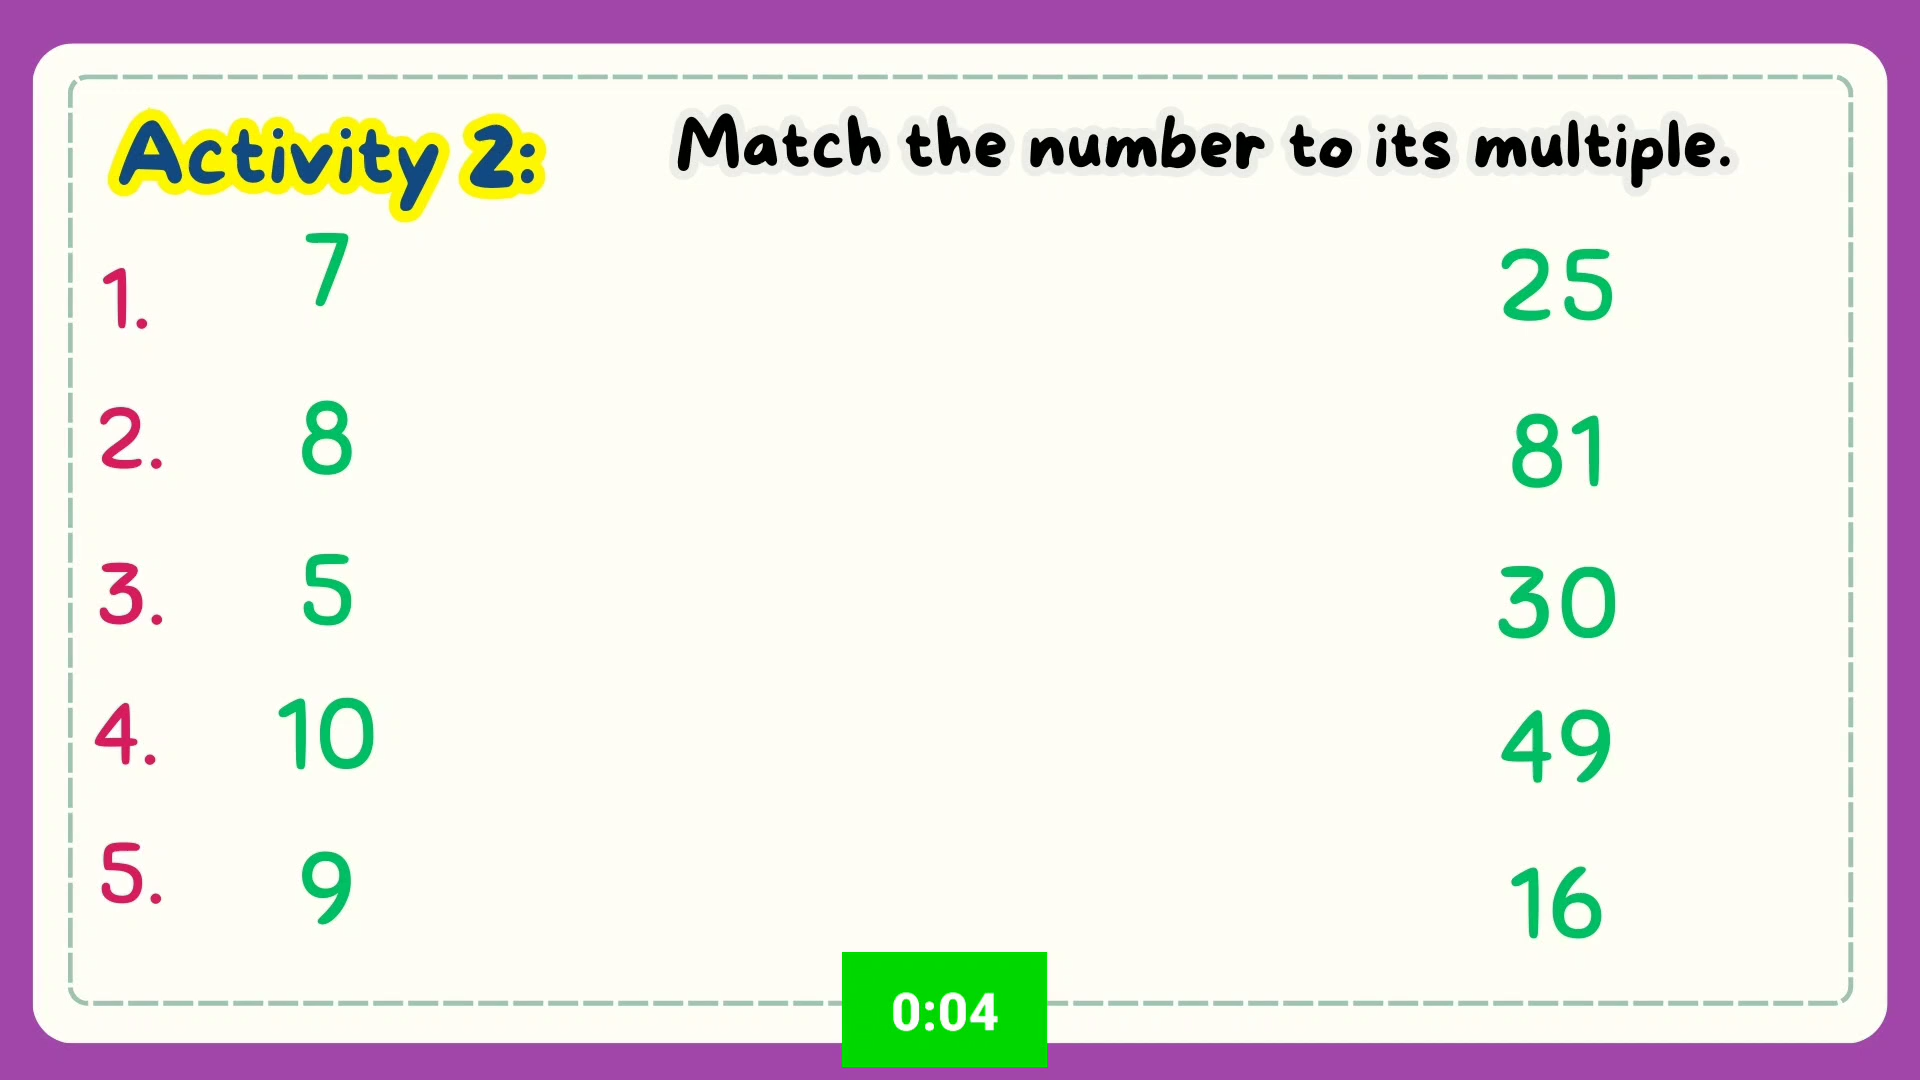 Activity 2: Match the number to its multiple.
1. 7 25
2. 8 81
3. 5 30
4. 10 49
5. 9 16
0:04